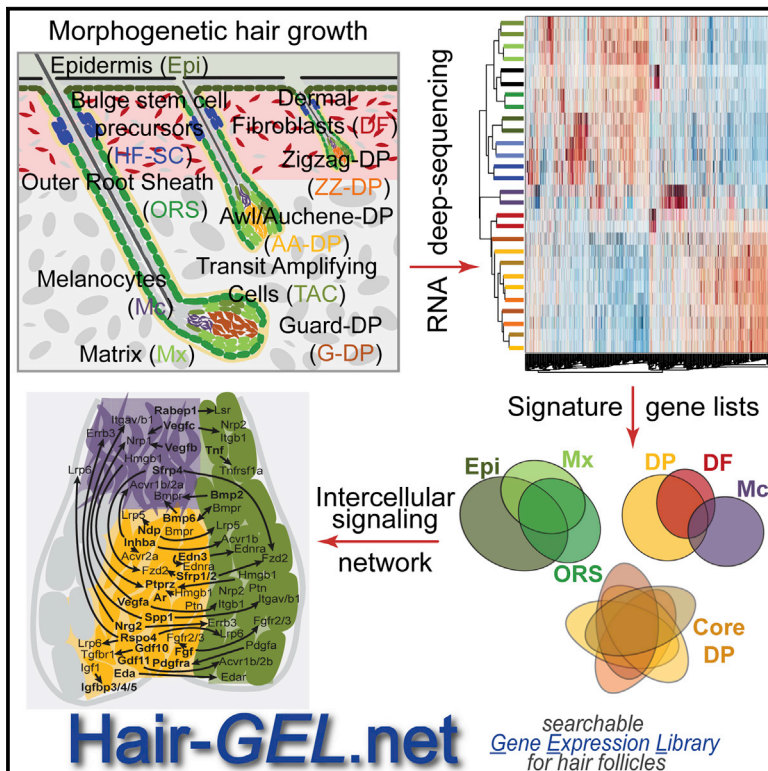 Morphogenetic hair growth
Epidermis (Epi)
Bulge stem cell
precursors
(HF-SC)
Dermal
Fibroblasts (DF)
Outer Root Sheath
(ORS)
Zigzag-DP
(ZZ-DP)
Awl/Auchene-DP
(AA-DP)
Melanocytes
(Mc)
Transit Amplifying
Cells (TAC)
Matrix (Mx)
Guard-DP
(G-DP)
RNA deep-sequencing
Signature gene lists
Epi
Mx
ORS
DP
DF
Mc
Core
DP
Intercellular
signaling
network
Rabep1
Lsr
Itgav/b1
Vegfc
Nrp2
Itgb1
Errb3
Nrp1
Vegfb
Tnf
Hmgb1
Tnfrsf1a
Lrp6
Sfrp4
Acvr1b/2a
Bmpr
Bmp2
Bmpr
Lrp5
Bmp6
Ndp
Bmpr
Lrp5
Inhba
Acvr1b
Acvr2a
Edn3
Ednra
Ednra
Fzd2
Fzd2
Sfrp1/2
Ptprz
Hmgb1
Ar
Hmgb1
Nrp2
Ptn
Vegfa
Ptn
Itgb1
Itgav/b1
Spp1
Nrg2
Errb3
Rspo4
Fgfr2/3
Lrp6
Fgfr2/3
Lrp6
Gdf10
Fgf
Pdgfa
Tgfbr1
Gdf11
Pdgfra
Acvr1b/2b
Igf1
Eda
Edar
Igfbp3/4/5
Hair-GEL.net
searchable
Gene Expression Library
for hair follicles